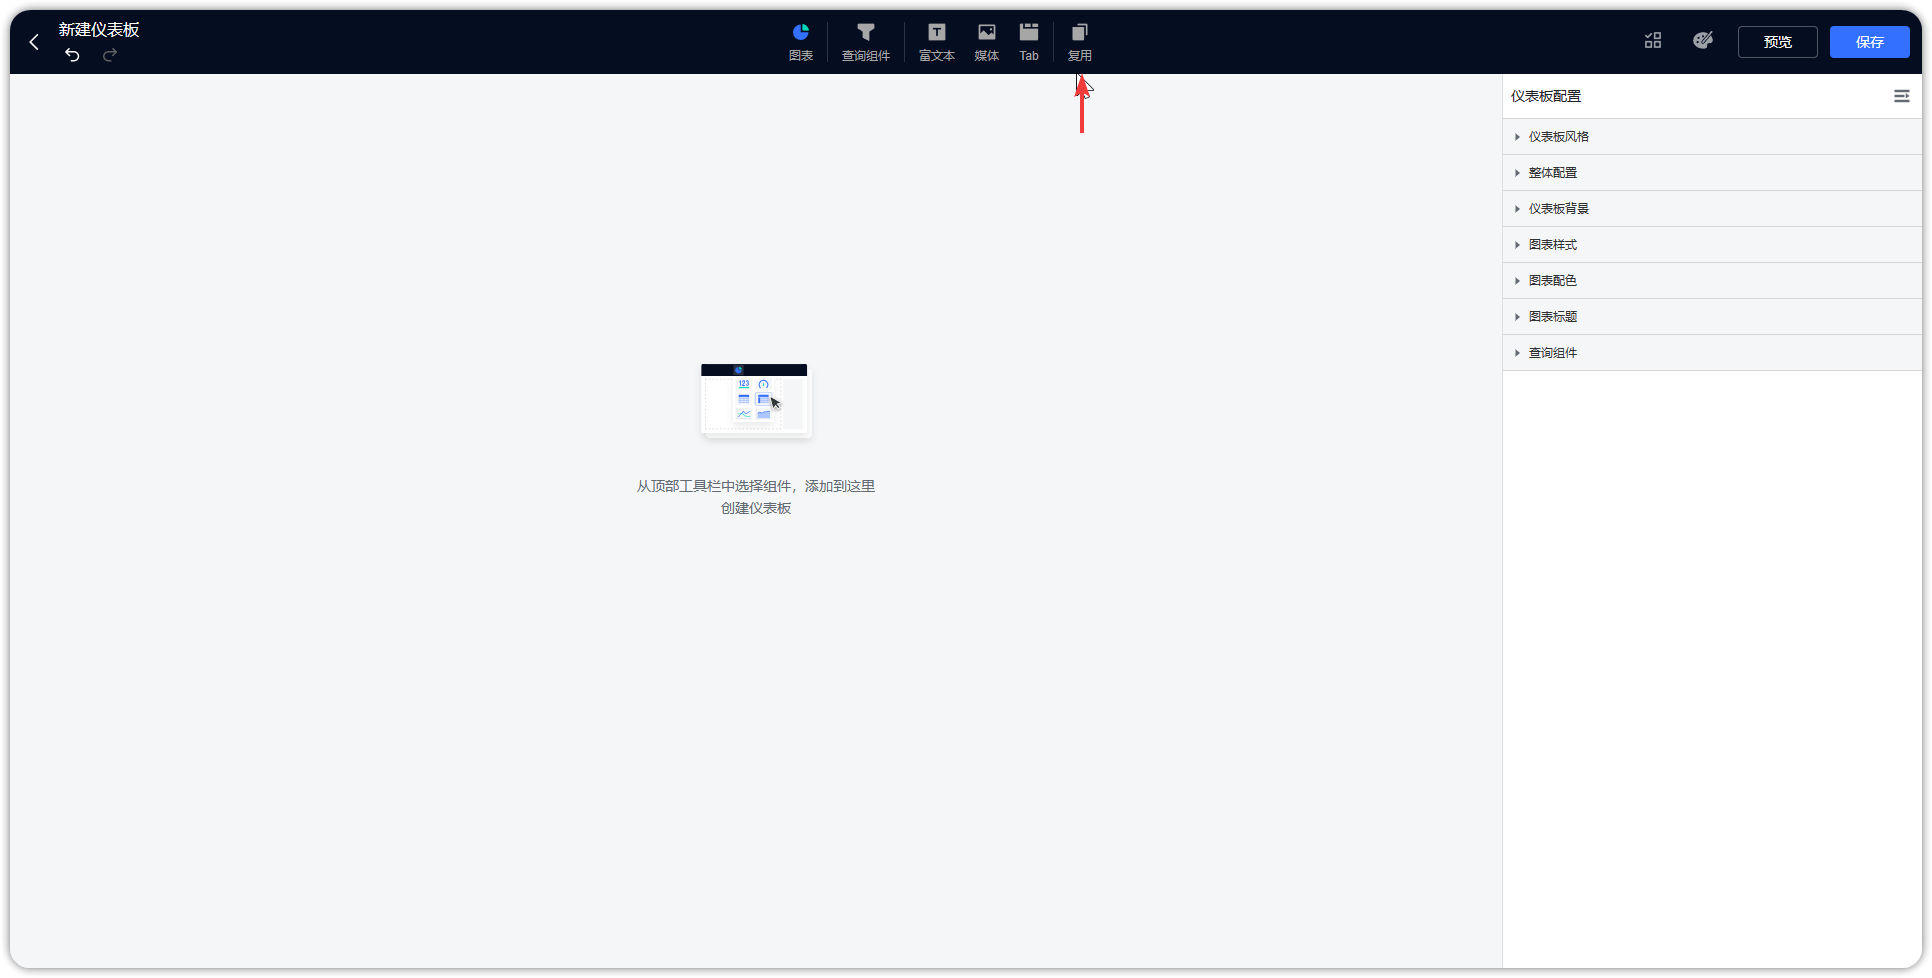 新建仪表板
图表
查询组件
富文本
媒体
Tab
复用
预览
保存
仪表板配置
仪表板风格
整体配置
仪表板背景
图表样式
图表配色
图表标题
查询组件
123
从顶部工具栏中选择组件，添加到这里
创建仪表板